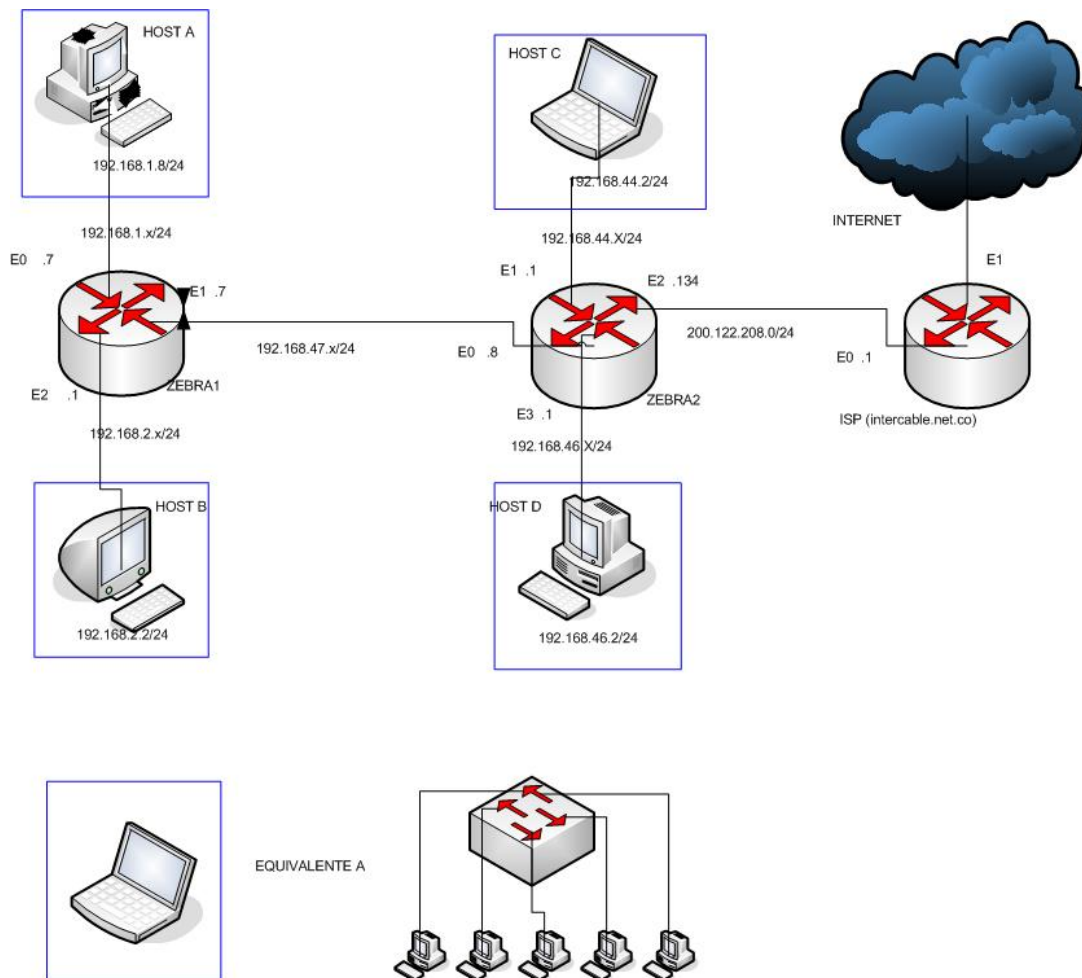 HOST A
192.168.1.8/24
192.168.1.x/24
E0 .7
E1 .7
ZEBRA1
E2 .1
192.168.2.x/24
HOST B
192.168.2.2/24
192.168.47.x/24
HOST C
192.168.44.2/24
192.168.44.X/24
E1 .1
E2 .134
E0 .8
ZEBRA2
E3 .1
192.168.46.X/24
HOST D
192.168.46.2/24
200.122.208.0/24
INTERNET
E1
E0 .1
ISP (intercable.net.co)
EQUIVALENTE A